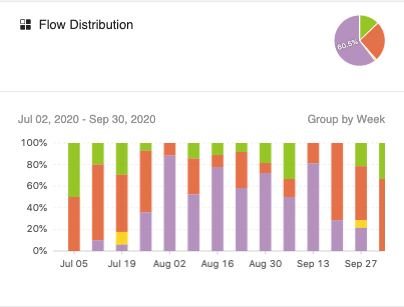 Flow Distribution
60.5%
Jul 02, 2020 - Sep 30, 2020 Group by Week
100%
80%
60%
40%
20%
0%
Jul 05 Jul 19 Aug 02 Aug 16 Aug 30 Sep 13 Sep 27